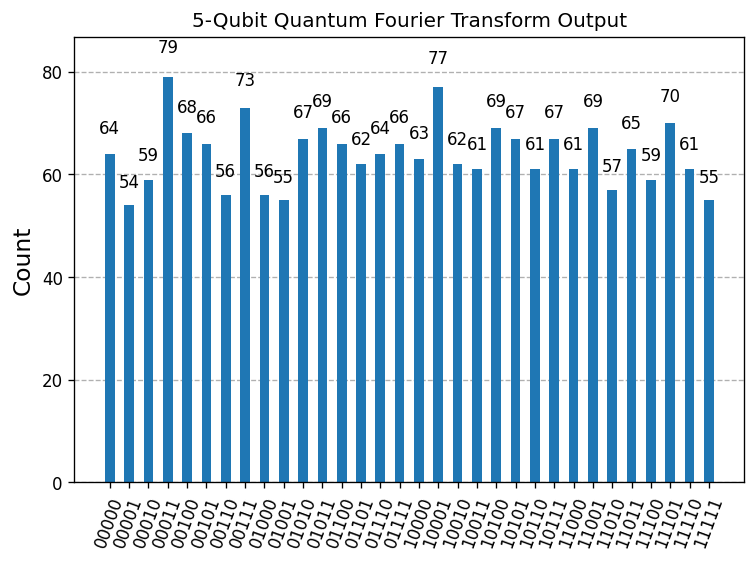 5-Qubit Quantum Fourier Transform Output
Count
80
60
40
20
0
64 54 59 79 68 66 56 73 56 55 67 69 66 62 64 66 63 77 62 61 69 67 61 67 61 69 57 65 59 70 61 55
00000 00001 00010 00011 00100 00101 00110 00111 01000 01001 01010 01011 01100 01101 01110 01111 10000 10001 10010 10011 10100 10101 10110 10111 11000 11001 11010 11011 11100 11101 11110 11111